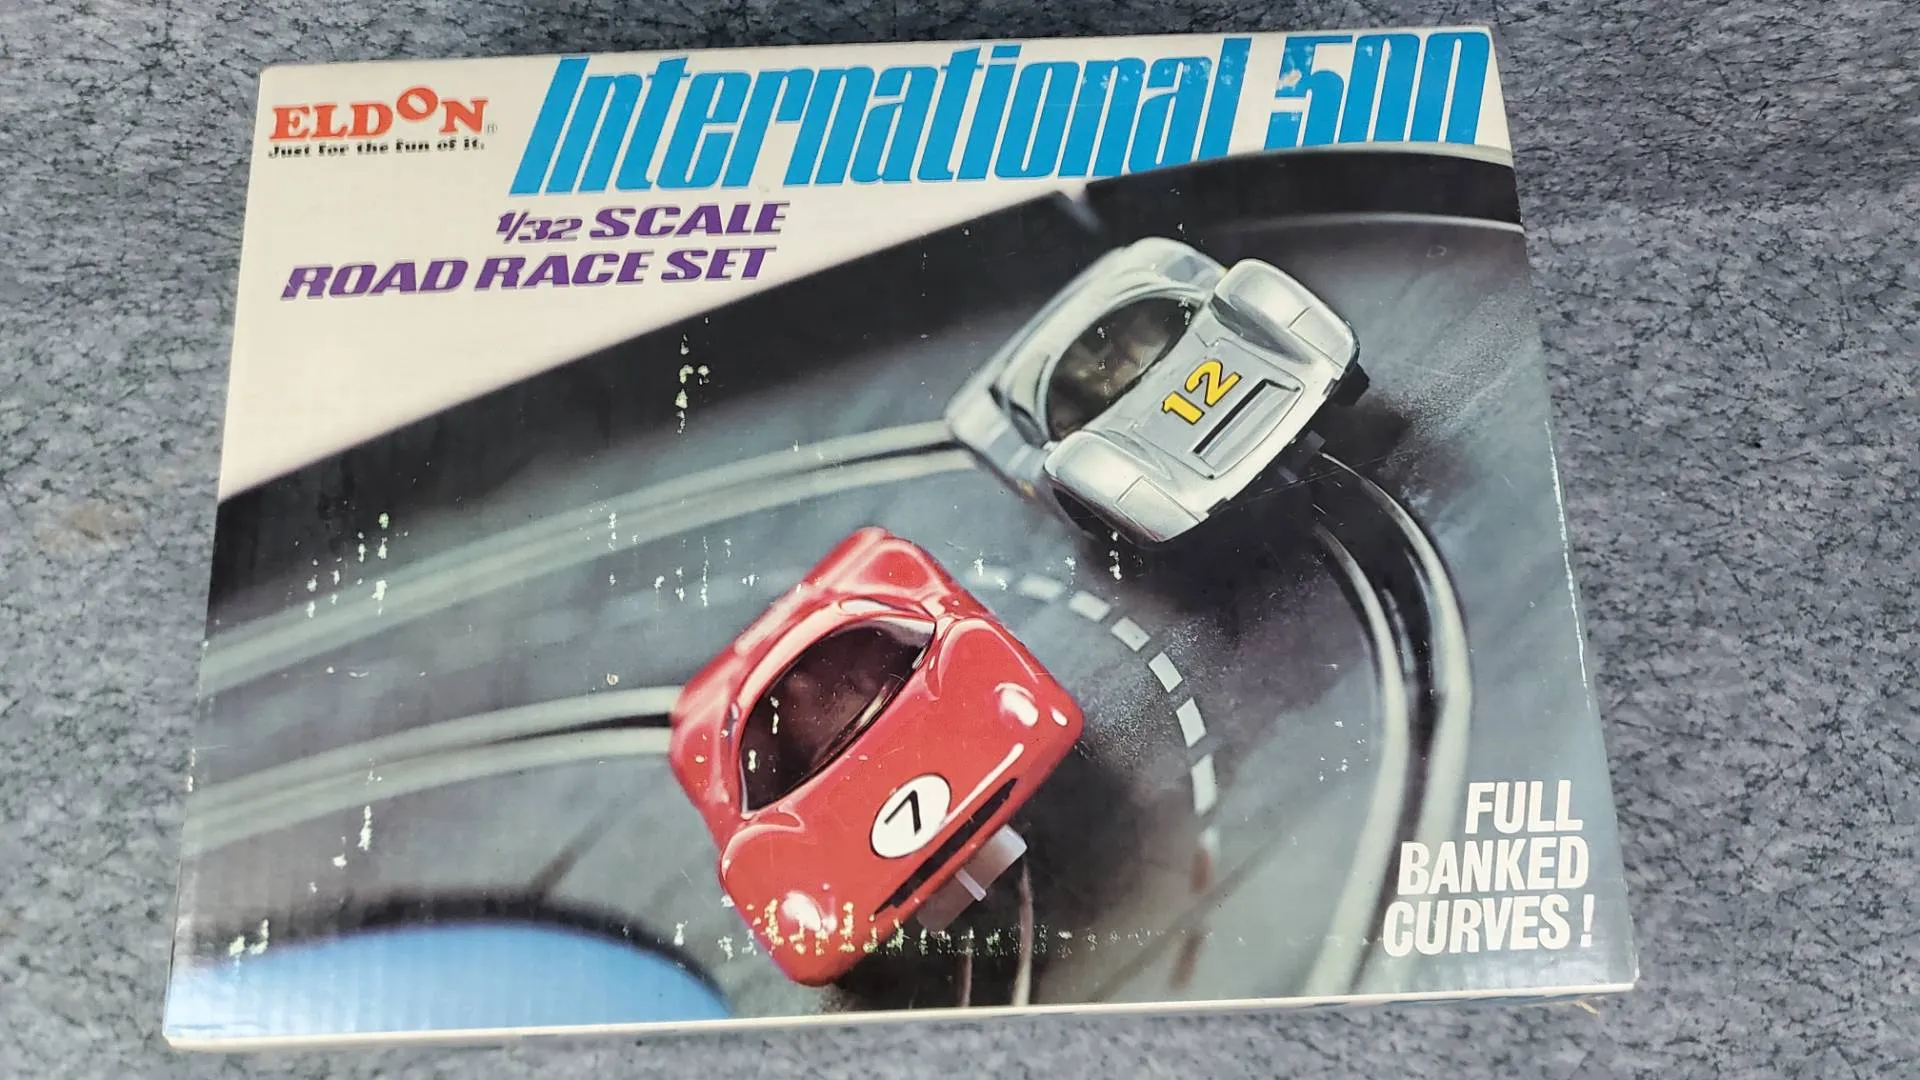 ELDON®
Just for the fun of it.
International 500
1/32 SCALE
ROAD RACE SET
12
7
FULL
BANKED
CURVES!